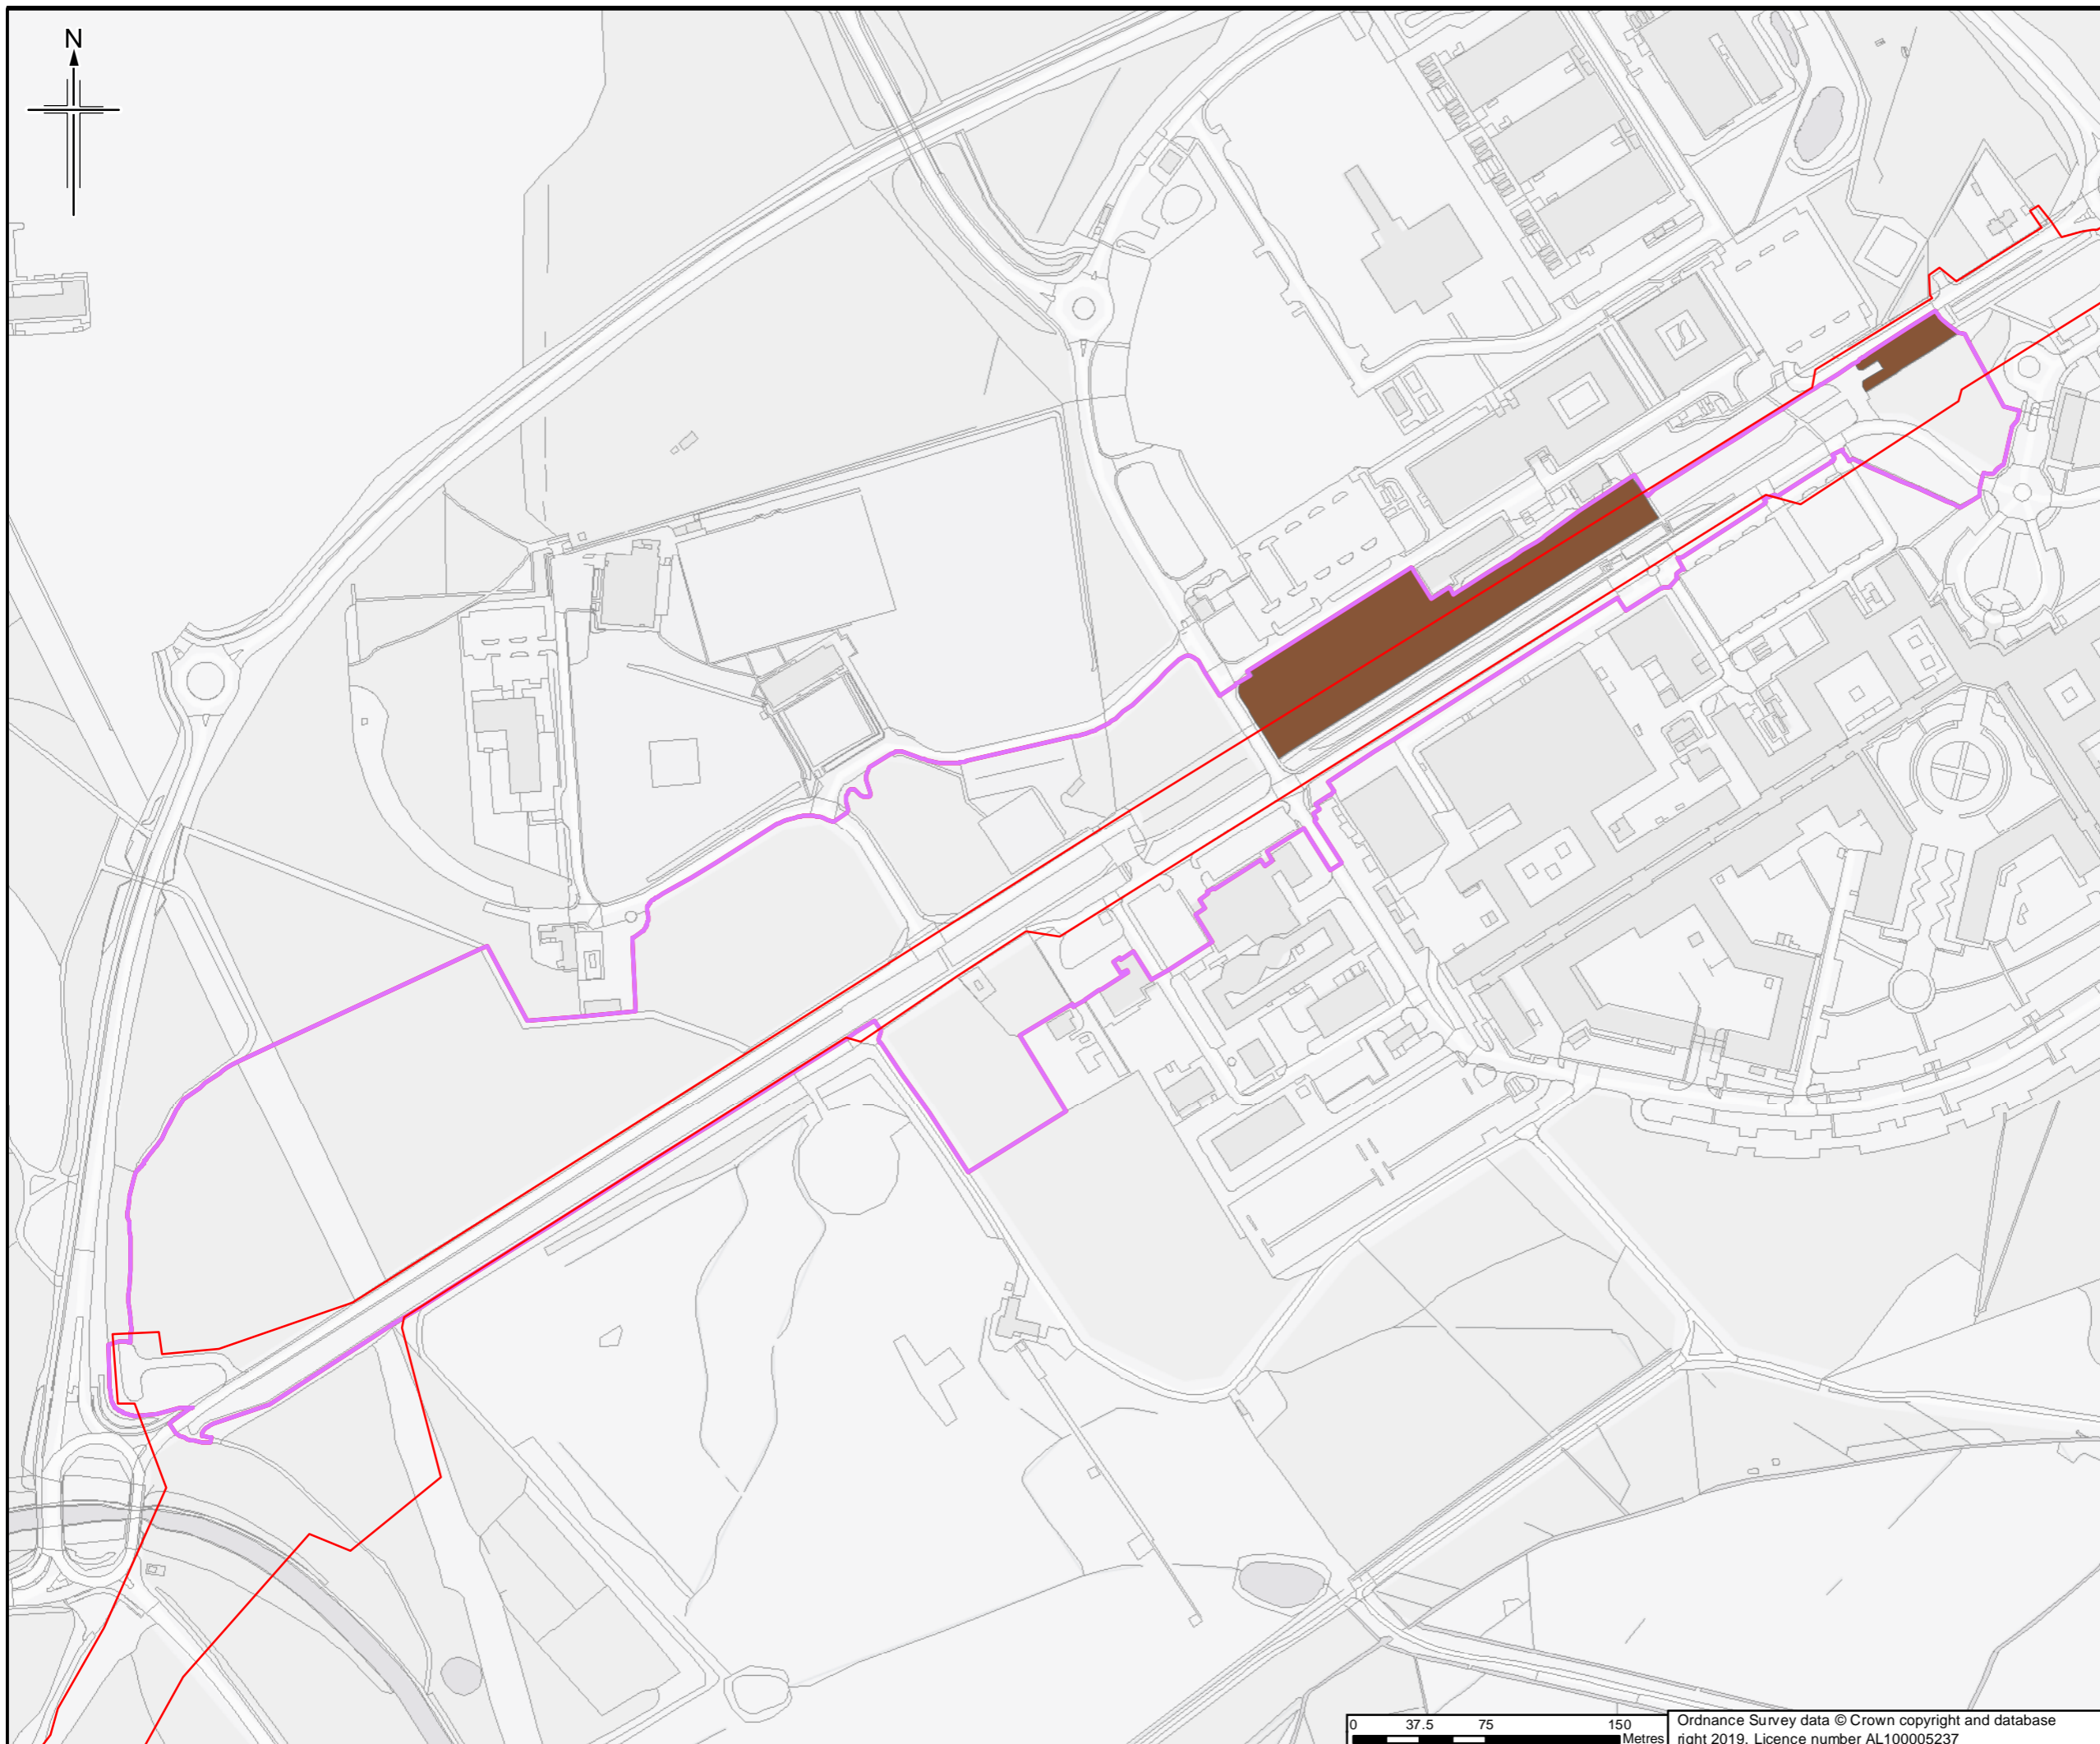 N
0 37.5 75 150
Metres
Ordnance Survey data © Crown copyright and database
right 2019. Licence number AL100005237